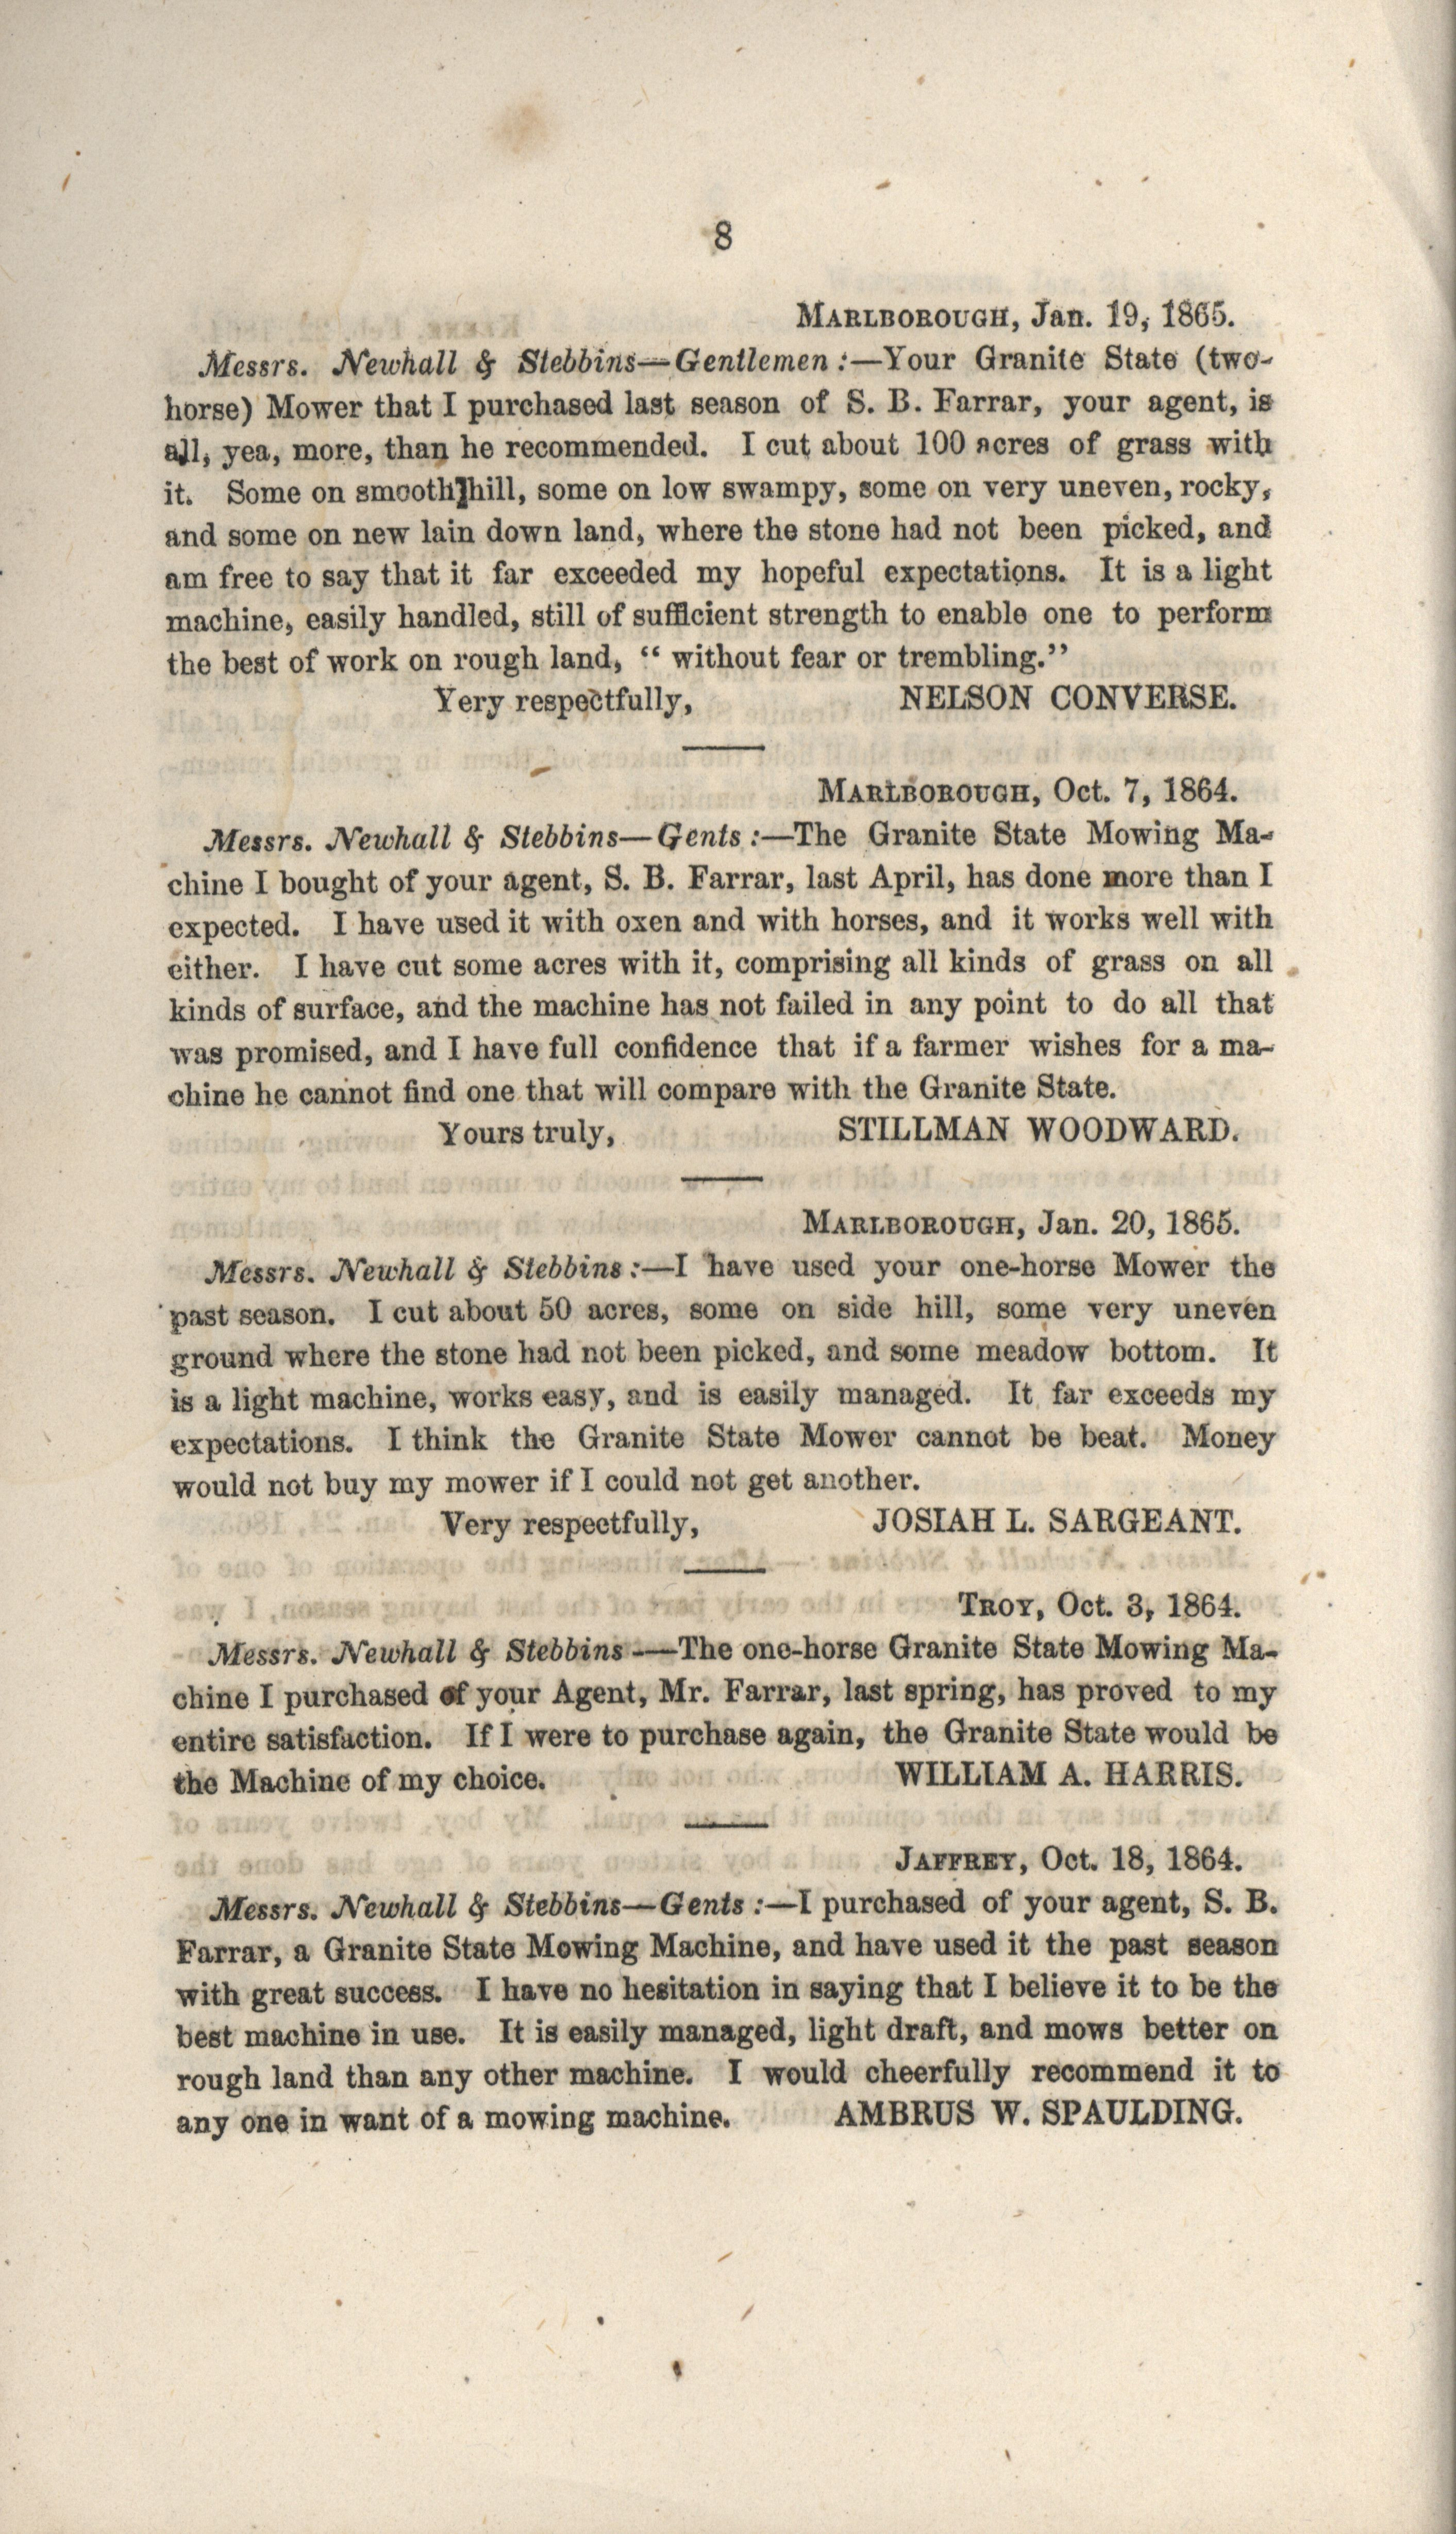 8
MARLBOROUGH, Jan. 19, 1865.
Messrs. Newhall & Stebbins—Gentlemen :—Your Granite State (two-
horse) Mower that I purchased last season of S. B. Farrar, your agent, is
all, yea, more, than he recommended. I cut about 100 acres of grass with
it. Some on smooth hill, some on low swampy, some on very uneven, rocky,
and some on new lain down land, where the stone had not been picked, and
am free to say that it far exceeded my hopeful expectations. It is a light
machine, easily handled, still of sufficient strength to enable one to perform
the best of work on rough land, “ without fear or trembling.”
Very respectfully, NELSON CONVERSE.
MARLBOROUGH, Oct. 7, 1864.
Messrs. Newhall & Stebbins—Gents :—The Granite State Mowing Ma-
chine I bought of your agent, S. B. Farrar, last April, has done more than I
expected. I have used it with oxen and with horses, and it works well with
either. I have cut some acres with it, comprising all kinds of grass on all
kinds of surface, and the machine has not failed in any point to do all that
was promised, and I have full confidence that if a farmer wishes for a ma-
chine he cannot find one that will compare with the Granite State.
Yours truly, STILLMAN WOODWARD.
MARLBOROUGH, Jan. 20, 1865.
Messrs. Newhall & Stebbins :—I have used your one-horse Mower the
past season. I cut about 50 acres, some on side hill, some very uneven
ground where the stone had not been picked, and some meadow bottom. It
is a light machine, works easy, and is easily managed. It far exceeds my
expectations. I think the Granite State Mower cannot be beat. Money
would not buy my mower if I could not get another.
Very respectfully, JOSIAH L. SARGEANT.
TROY, Oct. 3, 1864.
Messrs. Newhall & Stebbins —The one-horse Granite State Mowing Ma-
chine I purchased of your Agent, Mr. Farrar, last spring, has proved to my
entire satisfaction. If I were to purchase again, the Granite State would be
the Machine of my choice. WILLIAM A. HARRIS.
JAFFREY, Oct. 18, 1864.
Messrs. Newhall & Stebbins—Gents :—I purchased of your agent, S. B.
Farrar, a Granite State Mowing Machine, and have used it the past season
with great success. I have no hesitation in saying that I believe it to be the
best machine in use. It is easily managed, light draft, and mows better on
rough land than any other machine. I would cheerfully recommend it to
any one in want of a mowing machine. AMBRUS W. SPAULDING.